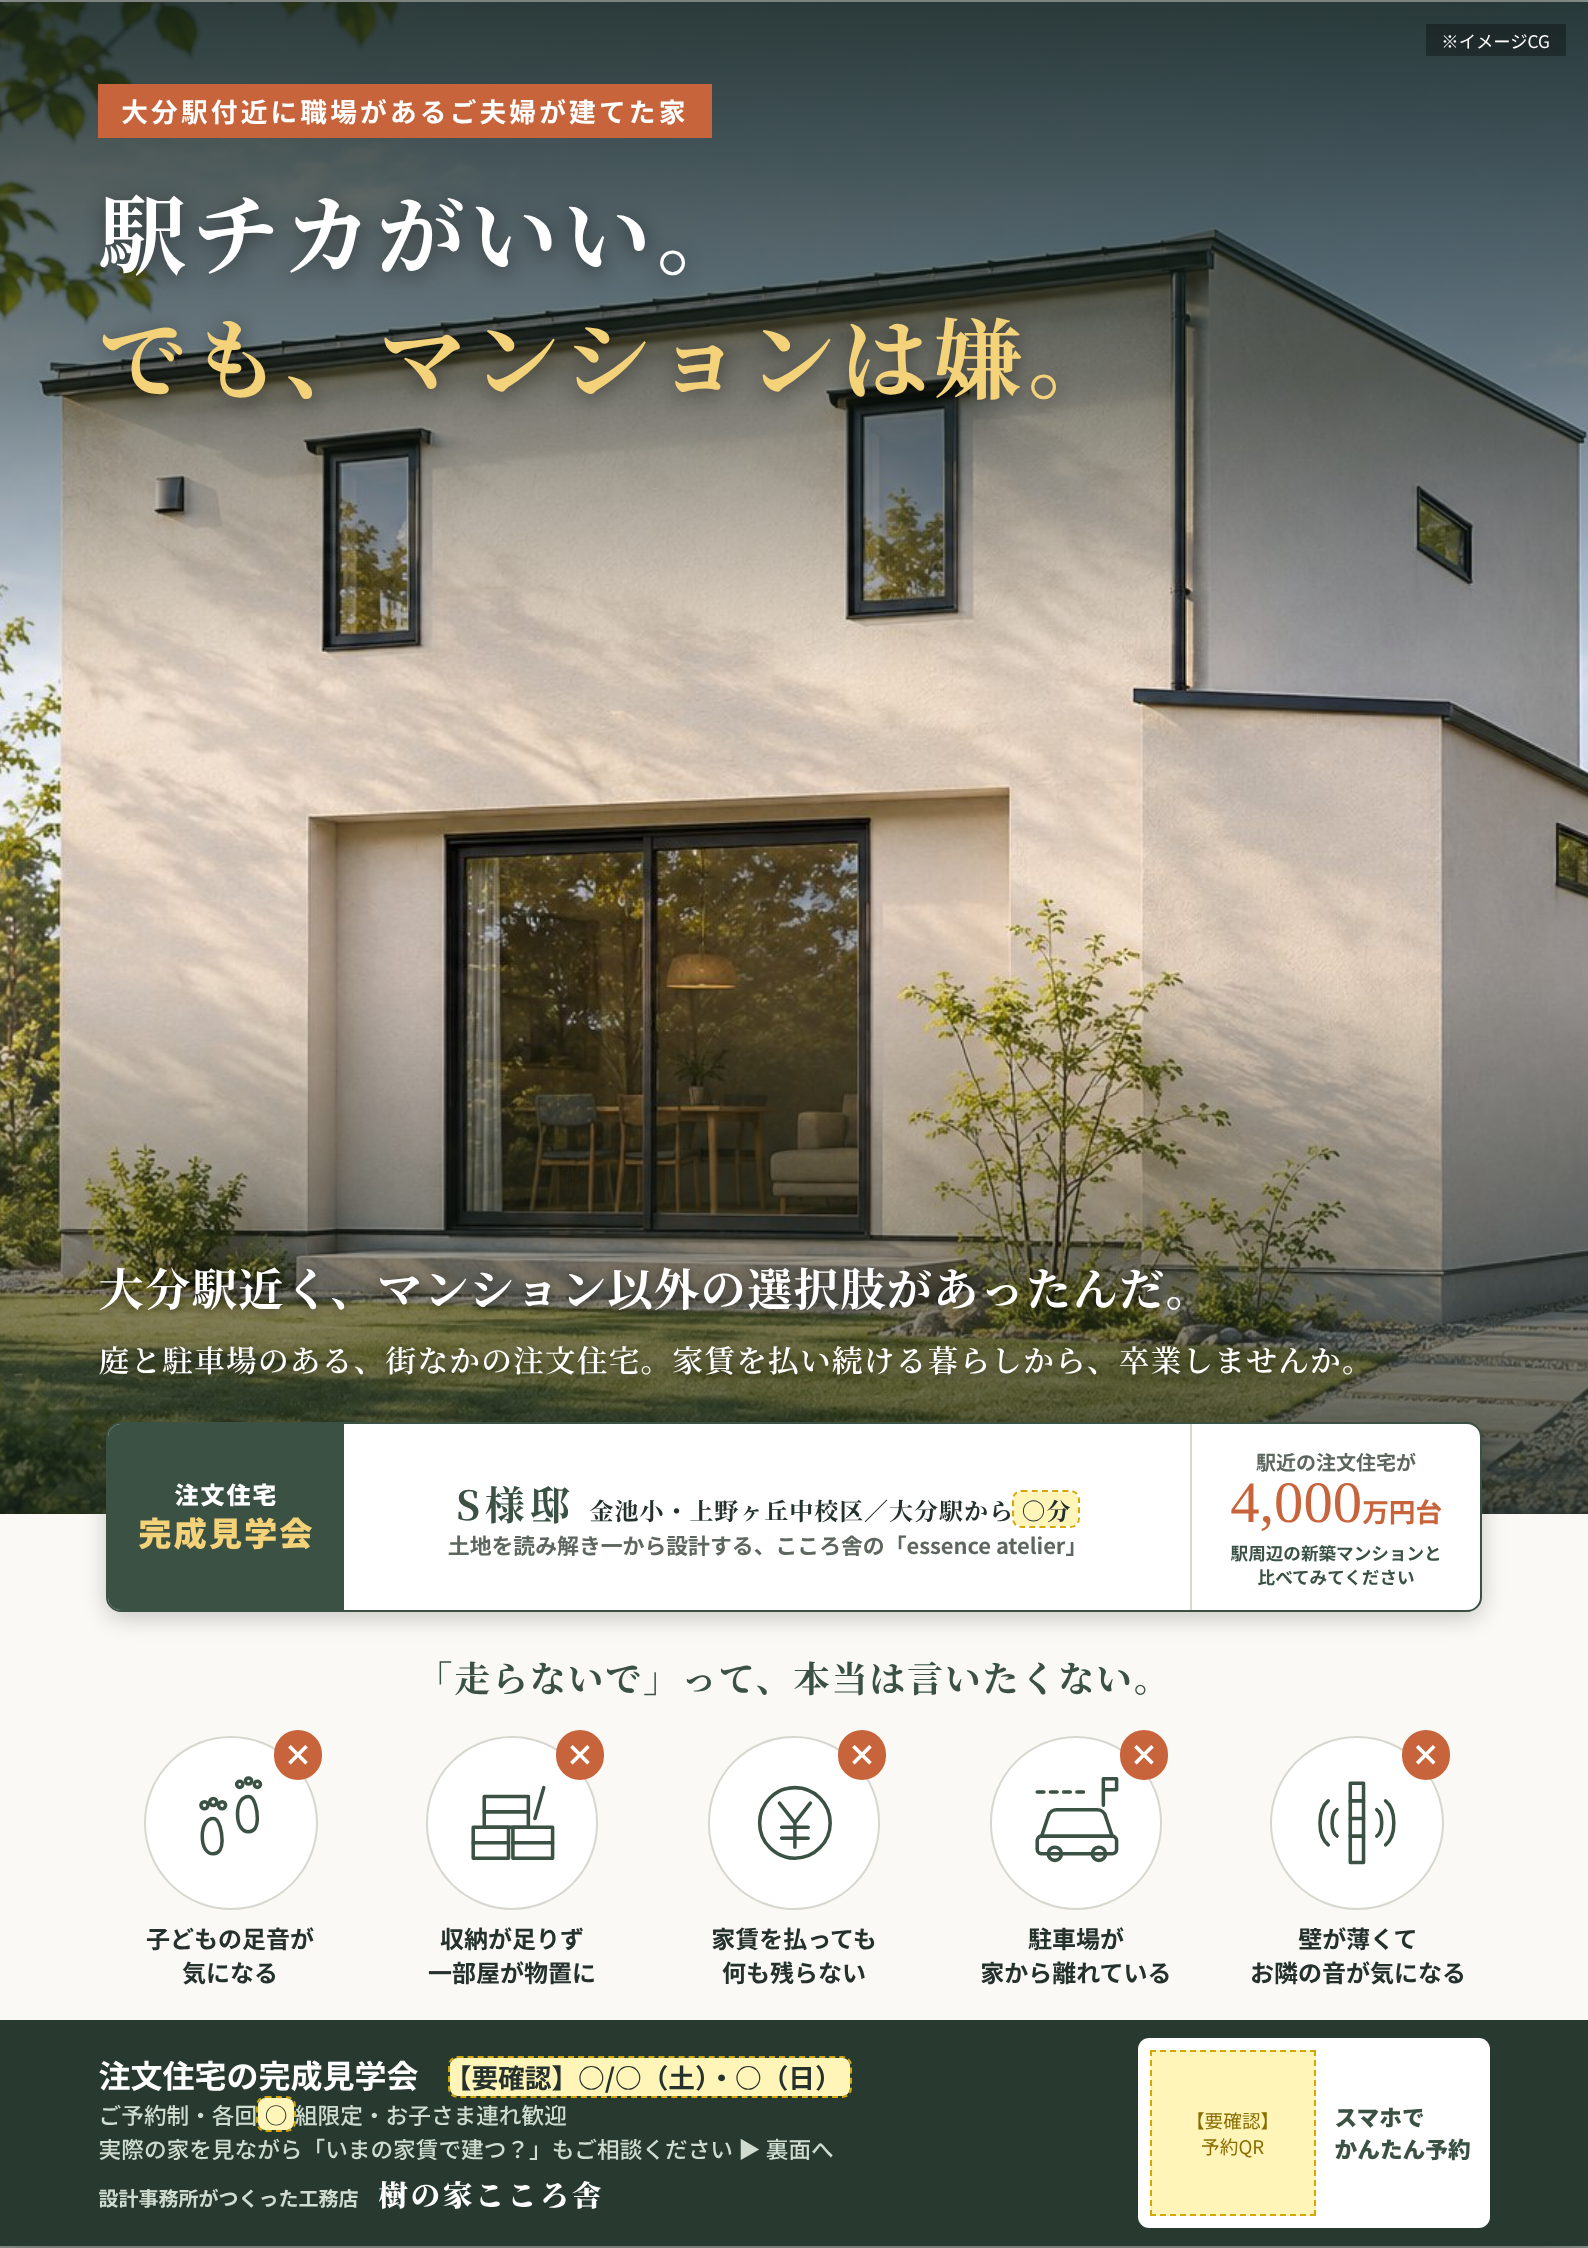 ※イメージCG
大分駅付近に職場があるご夫婦が建てた家
駅チカがいい。
でも、マンションは嫌。
大分駅近く、マンション以外の選択肢があったんだ。
庭と駐車場のある、街なかの注文住宅。家賃を払い続ける暮らしから、卒業しませんか。
注文住宅
完成見学会
S様邸 金池小・上野ヶ丘中校区／大分駅から〇分
土地を読み解き一から設計する、こころ舎の「essence atelier」
駅近の注文住宅が
4,000万円台
駅周辺の新築マンションと
比べてみてください
「走らないで」って、本当は言いたくない。
子どもの足音が
気になる
収納が足りず
一部屋が物置に
家賃を払っても
何も残らない
駐車場が
家から離れている
壁が薄くて
お隣の音が気になる
注文住宅の完成見学会 【要確認】〇/〇（土）・〇（日）
ご予約制・各回〇組限定・お子さま連れ歓迎
実際の家を見ながら「いまの家賃で建つ？」もご相談ください ▶ 裏面へ
設計事務所がつくった工務店 樹の家こころ舎
【要確認】
予約QR
スマホで
かんたん予約